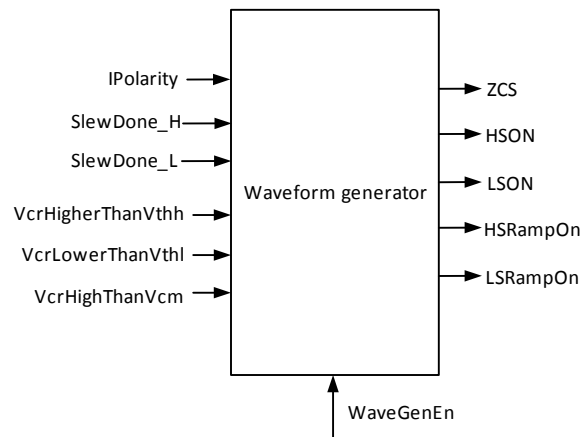 IPolarity
SlewDone_H
SlewDone_L
VcrHigherThanVthh
VcrLowerThanVthl
VcrHighThanVcm
Waveform generator
ZCS
HSON
LSON
HSRampOn
LSRampOn
WaveGenEn